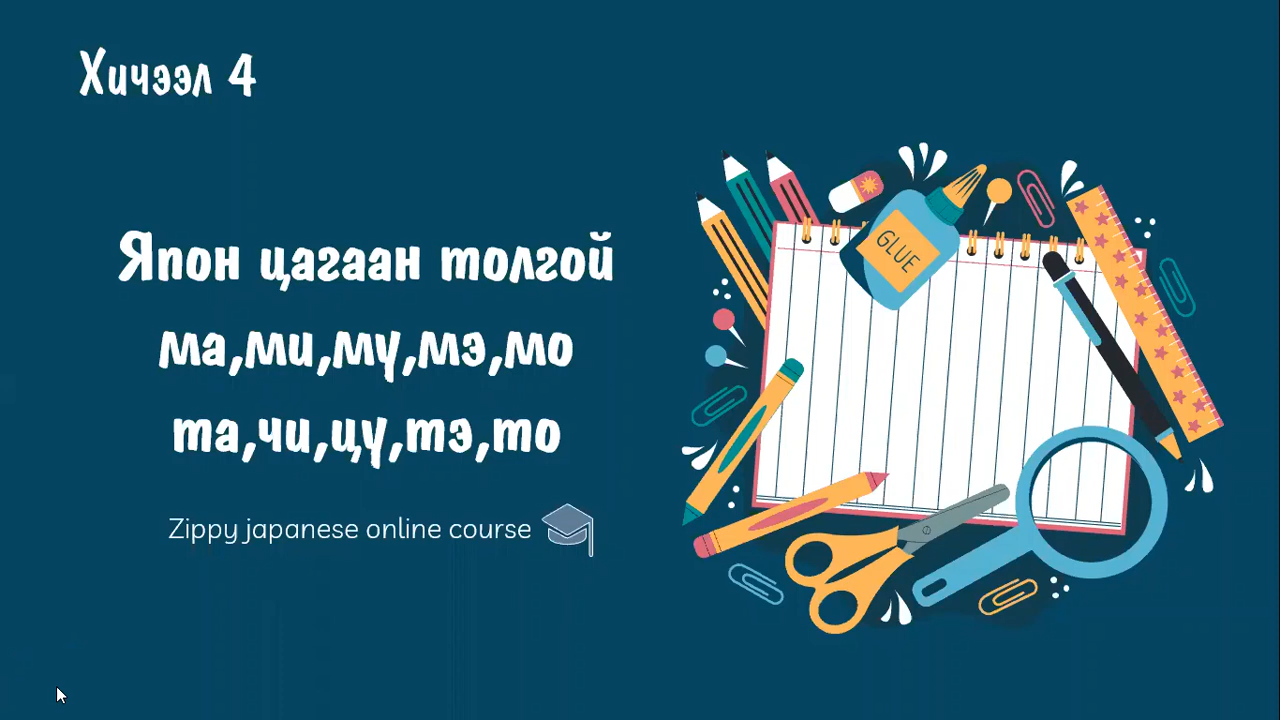 Хичээл 4
Япон цагаан толгой
ма,ми,му,мэ,мо
та,чи,цу,тэ,то
Zippy japanese online course
GLUE